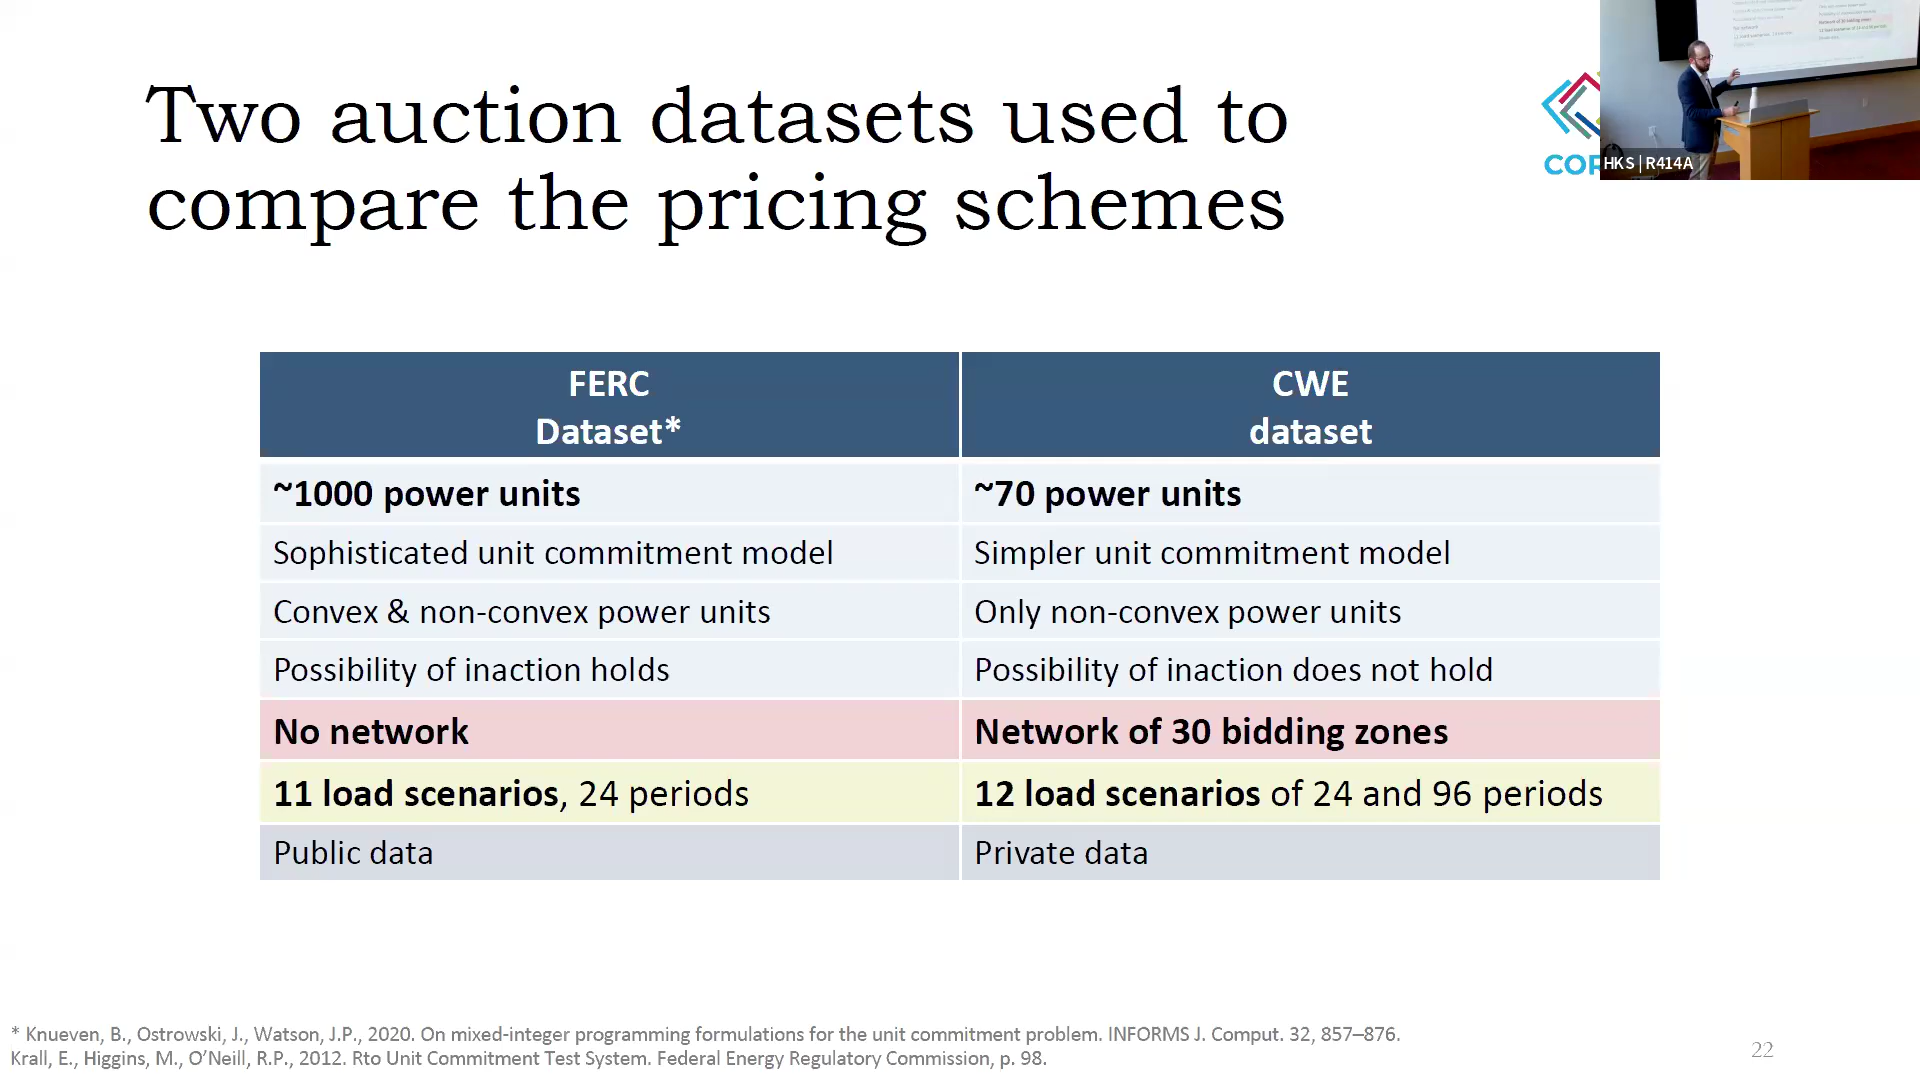 Two auction datasets used to
compare the pricing schemes
COR
HKS | R414A
FERC
Dataset*
CWE
dataset
~1000 power units
~70 power units
Sophisticated unit commitment model
Simpler unit commitment model
Convex & non-convex power units
Only non-convex power units
Possibility of inaction holds
Possibility of inaction does not hold
No network
Network of 30 bidding zones
11 load scenarios, 24 periods
12 load scenarios of 24 and 96 periods
Public data
Private data
* Knueven, B., Ostrowski, J., Watson, J.P., 2020. On mixed-integer programming formulations for the unit commitment problem. INFORMS J. Comput. 32, 857–876.
Krall, E., Higgins, M., O’Neill, R.P., 2012. Rto Unit Commitment Test System. Federal Energy Regulatory Commission, p. 98.
22